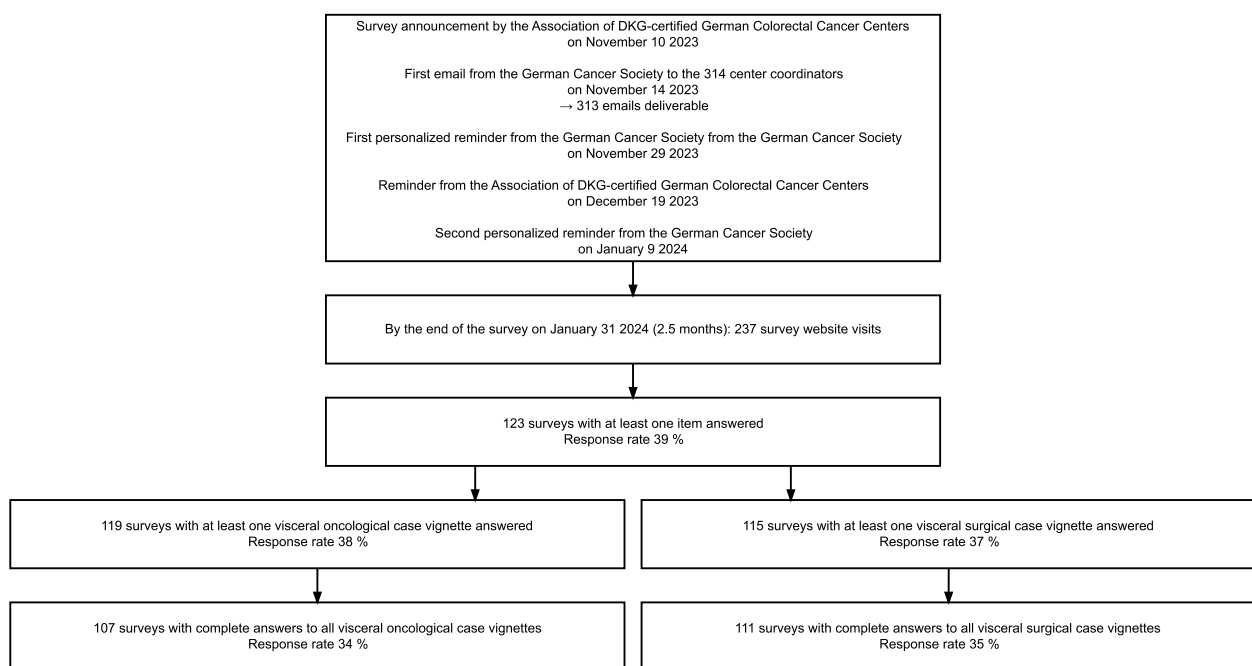 Survey announcement by the Association of DKG-certified German Colorectal Cancer Centers
on November 10 2023
First email from the German Cancer Society to the 314 center coordinators
on November 14 2023
→ 313 emails deliverable
First personalized reminder from the German Cancer Society from the German Cancer Society
on November 29 2023
Reminder from the Association of DKG-certified German Colorectal Cancer Centers
on December 19 2023
Second personalized reminder from the German Cancer Society
on January 9 2024
By the end of the survey on January 31 2024 (2.5 months): 237 survey website visits
123 surveys with at least one item answered
Response rate 39 %
119 surveys with at least one visceral oncological case vignette answered
Response rate 38 %
115 surveys with at least one visceral surgical case vignette answered
Response rate 37 %
107 surveys with complete answers to all visceral oncological case vignettes
Response rate 34 %
111 surveys with complete answers to all visceral surgical case vignettes
Response rate 35 %